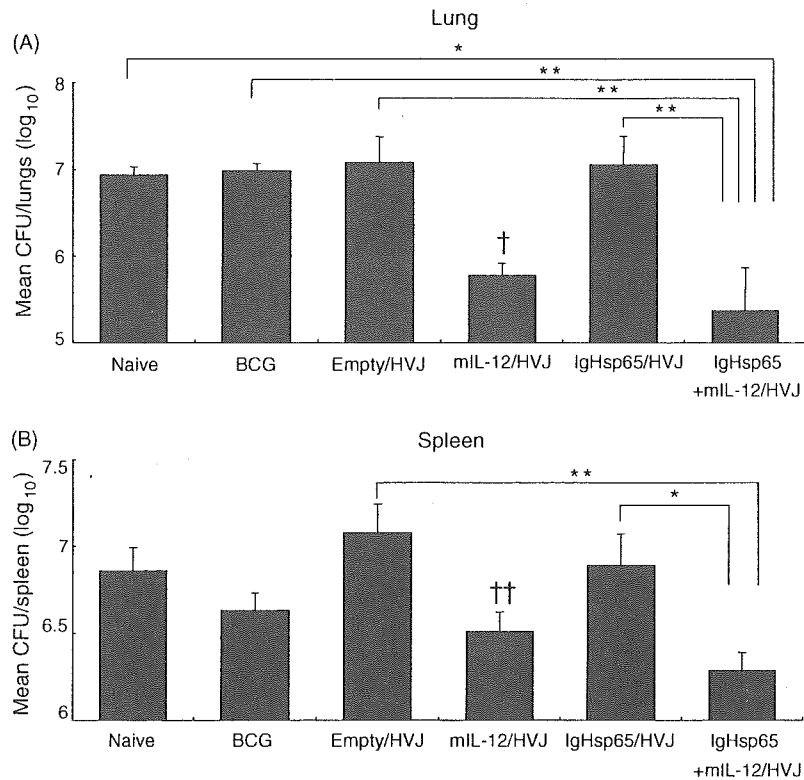 Lung
(A)
*
**
**
**
8
7
6
5
Mean CFU/lungs (log10)
†
Naive BCG Empty/HVJ mIL-12/HVJ IgHsp65/HVJ IgHsp65
+mIL-12/HVJ
(B)
Spleen
**
*
7.5
7
6.5
6
Mean CFU/spleen (log10)
††
Naive BCG Empty/HVJ mIL-12/HVJ IgHsp65/HVJ IgHsp65
+mIL-12/HVJ